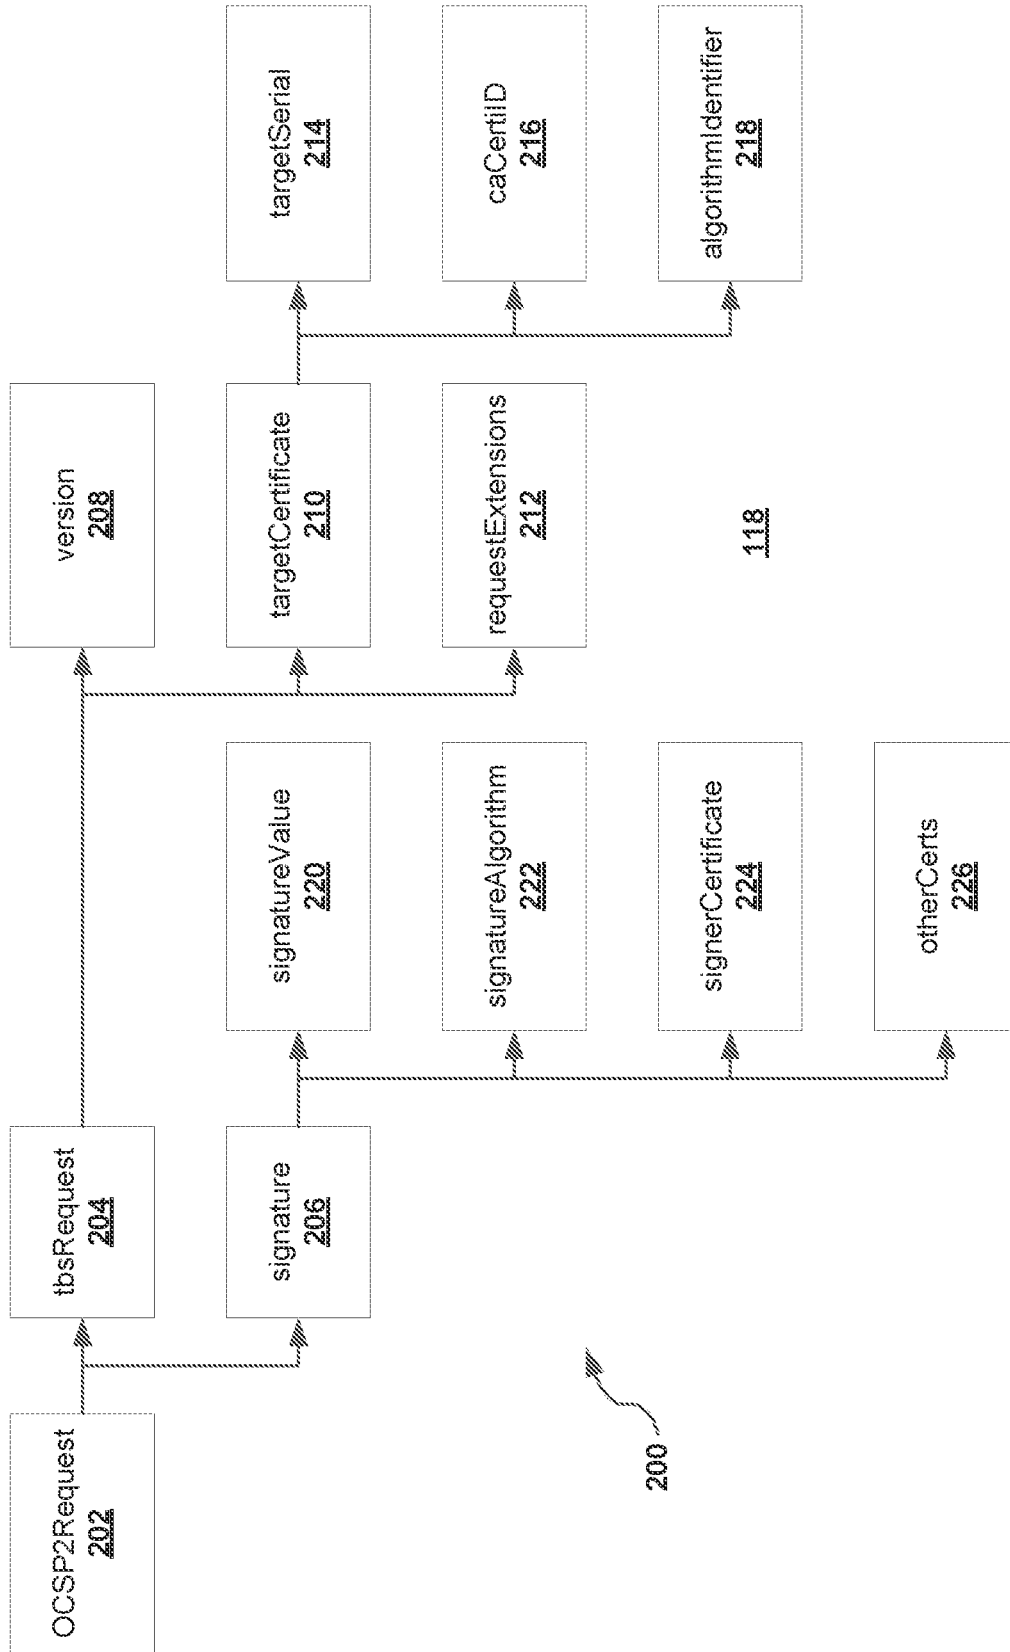 OCSP2Request
202
tbsRequest
204
version
208
signature
206
signatureValue
220
targetCertificate
210
targetSerial
214
signatureAlgorithm
222
requestExtensions
212
caCertiID
216
200
signerCertificate
224
118
algorithmIdentifier
218
otherCerts
226